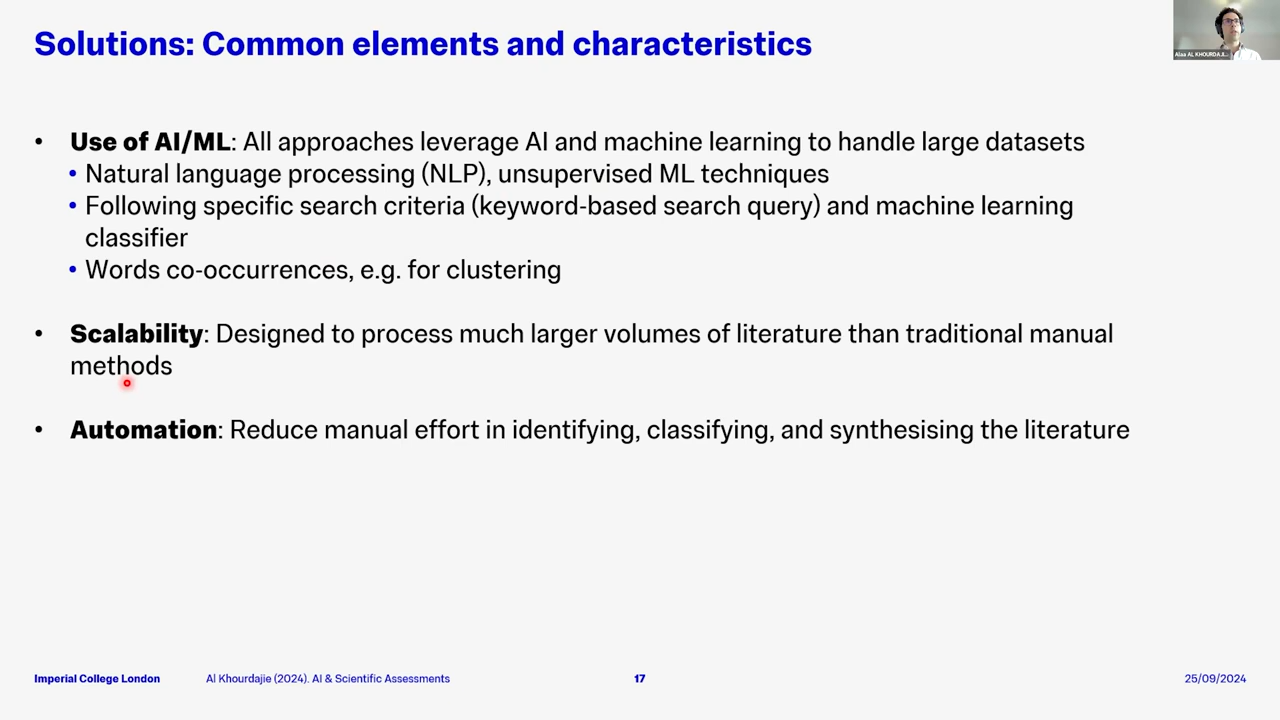 Solutions: Common elements and characteristics
Alaa AL KHOURDAJI...
• Use of AI/ML: All approaches leverage AI and machine learning to handle large datasets
• Natural language processing (NLP), unsupervised ML techniques
• Following specific search criteria (keyword-based search query) and machine learning
classifier
• Words co-occurrences, e.g. for clustering
• Scalability: Designed to process much larger volumes of literature than traditional manual
methods
• Automation: Reduce manual effort in identifying, classifying, and synthesising the literature
Imperial College London Al Khourdajie (2024). AI & Scientific Assessments 17 25/09/2024